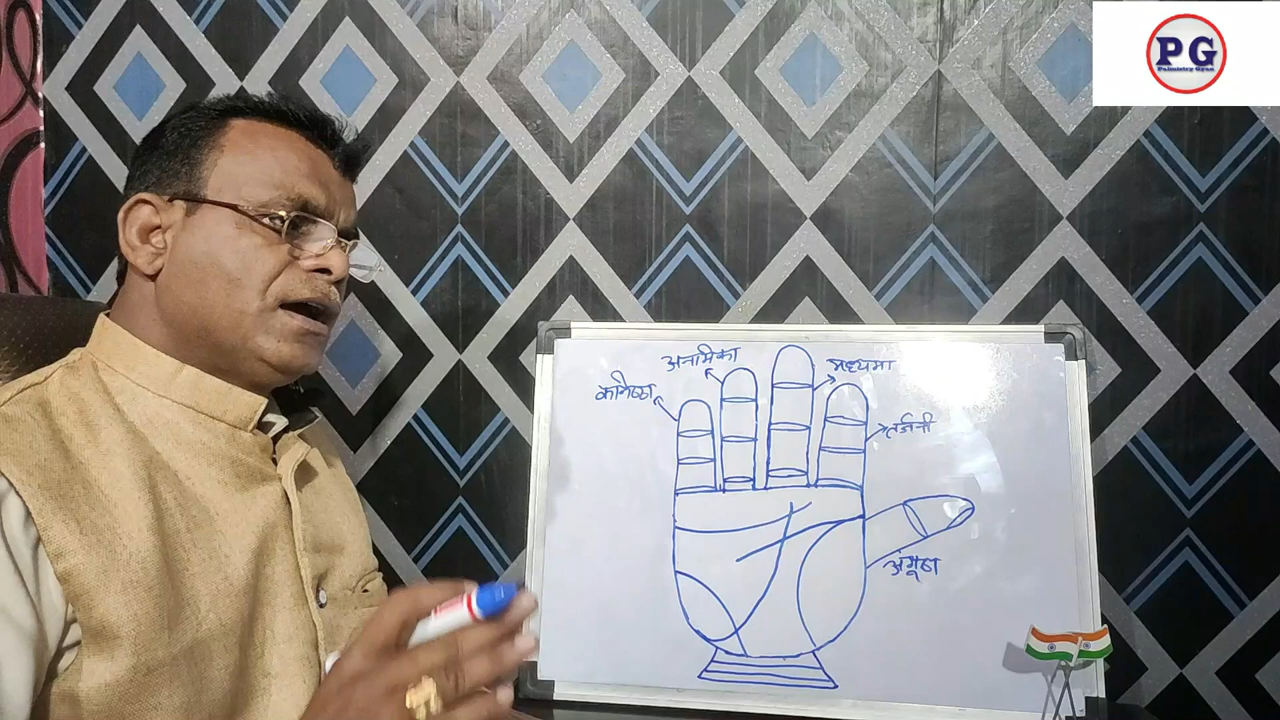 PG
Palmistry Gyan
अनामिका
मध्यमा
कनिष्ठा
तर्जनी
अंगूठा